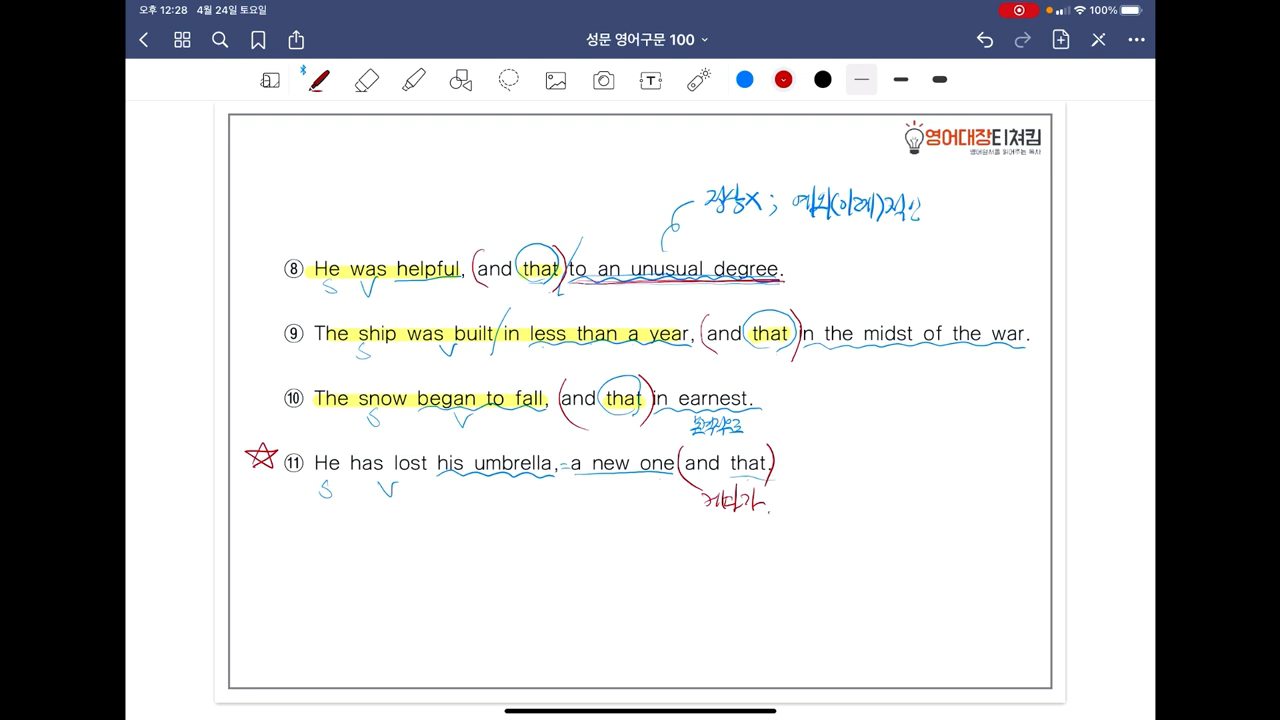 오후 12:28 4월 24일 토요일
100%
성문 영어구문 100
T
영어대장티쳐킴
정상X ; 예외(이례)적인
⑧ He was helpful, (and that) to an unusual degree.
S V
⑨ The ship was built in less than a year, (and that) in the midst of the war.
S V
⑩ The snow began to fall, (and that) in earnest.
S V 본격적으로
☆ ⑪ He has lost his umbrella, = a new one (and that.)
S V 게다가.